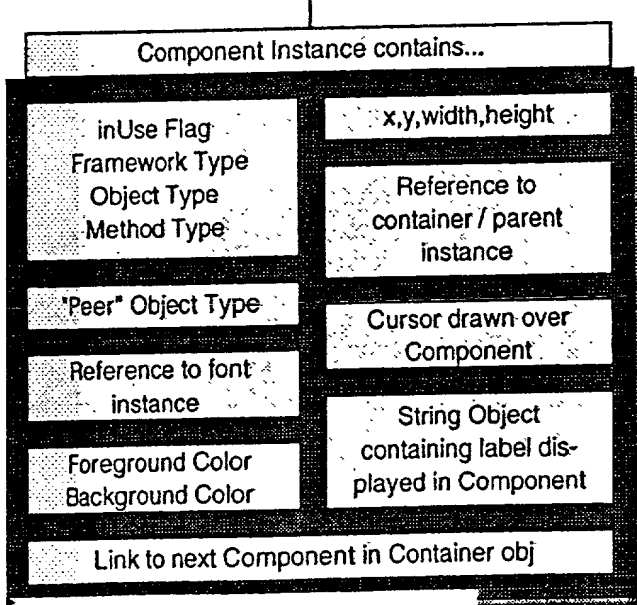 Component Instance contains...
inUse Flag
Framework Type
Object Type
Method Type
"Peer" Object Type
Reference to font
instance
Foreground Color
Background Color
x,y,width,height
Reference to
container / parent
instance
Cursor drawn over
Component
String Object
containing label dis-
played in Component
Link to next Component in Container obj